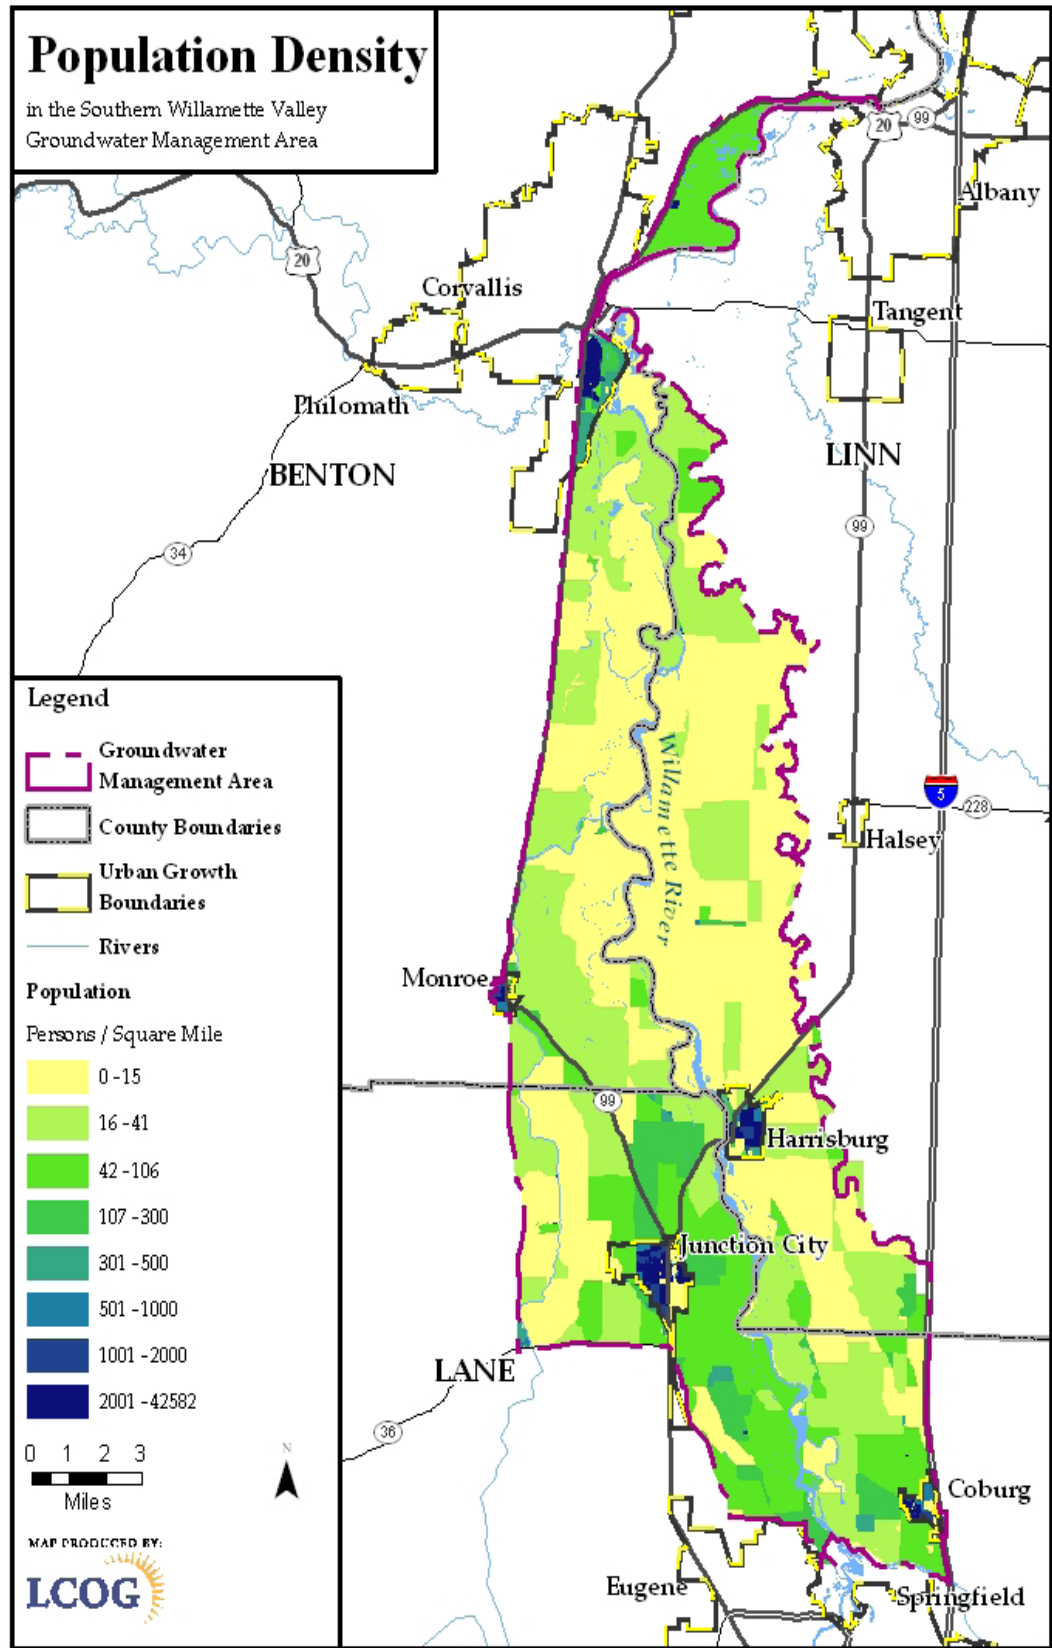 Population Density
in the Southern Willamette Valley
Groundwater Management Area
20
99
Albany
20
Corvallis
Tangent
Philomath
BENTON
LINN
99
34
Legend
Groundwater
Management Area
County Boundaries
Urban Growth
Boundaries
Rivers
Population
Persons / Square Mile
0 -15
16 -41
42 -106
107 -300
301 -500
501 -1000
1001 -2000
2001 -42582
0 1 2 3
Miles
N
MAP PRODUCED BY:
LCOG
Willamette River
5
228
Halsey
Monroe
99
Harrisburg
Junction City
LANE
36
Coburg
Eugene
Springfield